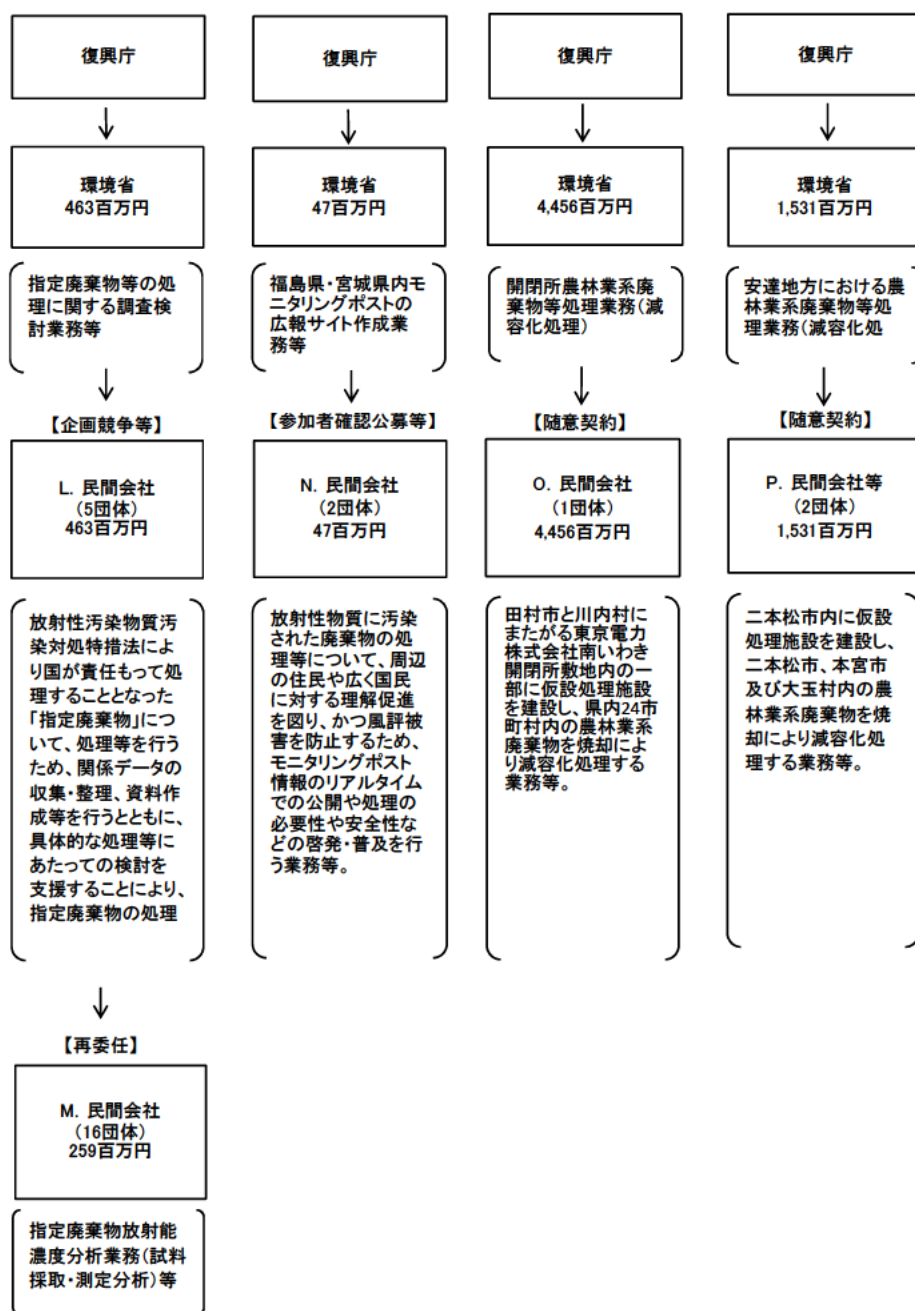 復興庁
環境省
463百万円
指定廃棄物等の処
理に関する調査検
討業務等
【企画競争等】
L. 民間会社
(5団体)
463百万円
放射性汚染物質汚
染対処特措法によ
り国が責任もって処
理することとなった
「指定廃棄物」につ
いて、処理等を行う
ため、関係データの
収集・整理、資料作
成等を行うとともに、
具体的な処理等に
あたっての検討を
支援することにより、
指定廃棄物の処理
【再委任】
M. 民間会社
(16団体)
259百万円
指定廃棄物放射能
濃度分析業務(試料
採取・測定分析)等
復興庁
環境省
47百万円
福島県・宮城県内モ
ニタリングポストの
広報サイト作成業
務等
【参加者確認公募等】
N. 民間会社
(2団体)
47百万円
放射性物質に汚染
された廃棄物の処
理等について、周辺
の住民や広く国民
に対する理解促進
を図り、かつ風評被
害を防止するため、
モニタリングポスト
情報のリアルタイム
での公開や処理の
必要性や安全性な
どの啓発・普及を行
う業務等。
復興庁
環境省
4,456百万円
開閉所農林業系廃
棄物等処理業務(減
容化処理)
【随意契約】
O. 民間会社
(1団体)
4,456百万円
田村市と川内村に
またがる東京電力
株式会社南いわき
開閉所敷地内の一
部に仮設処理施設
を建設し、県内24市
町村内の農林業系
廃棄物を焼却によ
り減容化処理する
業務等。
復興庁
環境省
1,531百万円
安達地方における農
林業系廃棄物等処
理業務(減容化処
【随意契約】
P. 民間会社等
(2団体)
1,531百万円
二本松市内に仮設
処理施設を建設し、
二本松市、本宮市
及び大玉村内の農
林業系廃棄物を焼
却により減容化処
理する業務等。